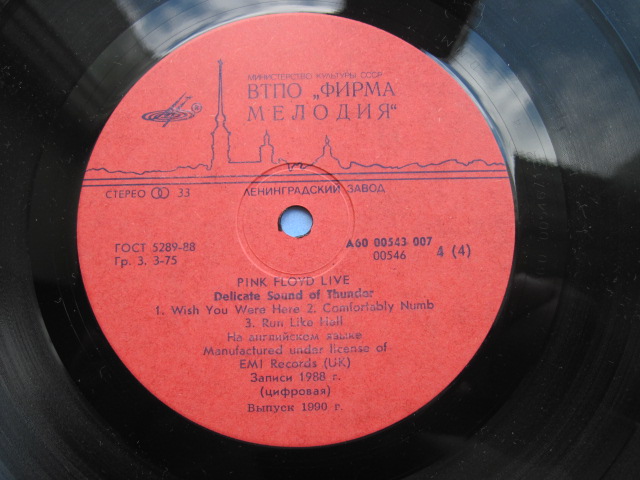 МИНИСТЕРСТВО КУЛЬТУРЫ СССР
ВТПО „ФИРМА
МЕЛОДИЯ“
СТЕРЕО 33
ЛЕНИНГРАДСКИЙ ЗАВОД
ГОСТ 5289-88
Гр. 3. 3-75
А60 00543 007
00546 4 (4)
PINK FLOYD LIVE
Delicate Sound of Thunder
1. Wish You Were Here 2. Comfortably Numb
3. Run Like Hall
На английском языке
Manufactured under license of
EMI Records (UK)
Записи 1988 г.
(цифровая)
Выпуск 1990 г.